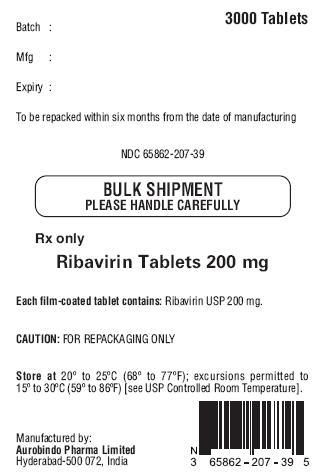 3000 Tablets
Batch :
Mfg :
Expiry :
To be repacked within six months from the date of manufacturing
NDC 65862-207-39
BULK SHIPMENT
PLEASE HANDLE CAREFULLY
Rx only
Ribavirin Tablets 200 mg
Each film-coated tablet contains: Ribavirin USP 200 mg.
CAUTION: FOR REPACKAGING ONLY
Store at 20° to 25°C (68° to 77°F); excursions permitted to
15° to 30°C (59° to 86°F) [see USP Controlled Room Temperature].
Manufactured by:
Aurobindo Pharma Limited
Hyderabad-500 072, India
N
3 65862-207-39 5